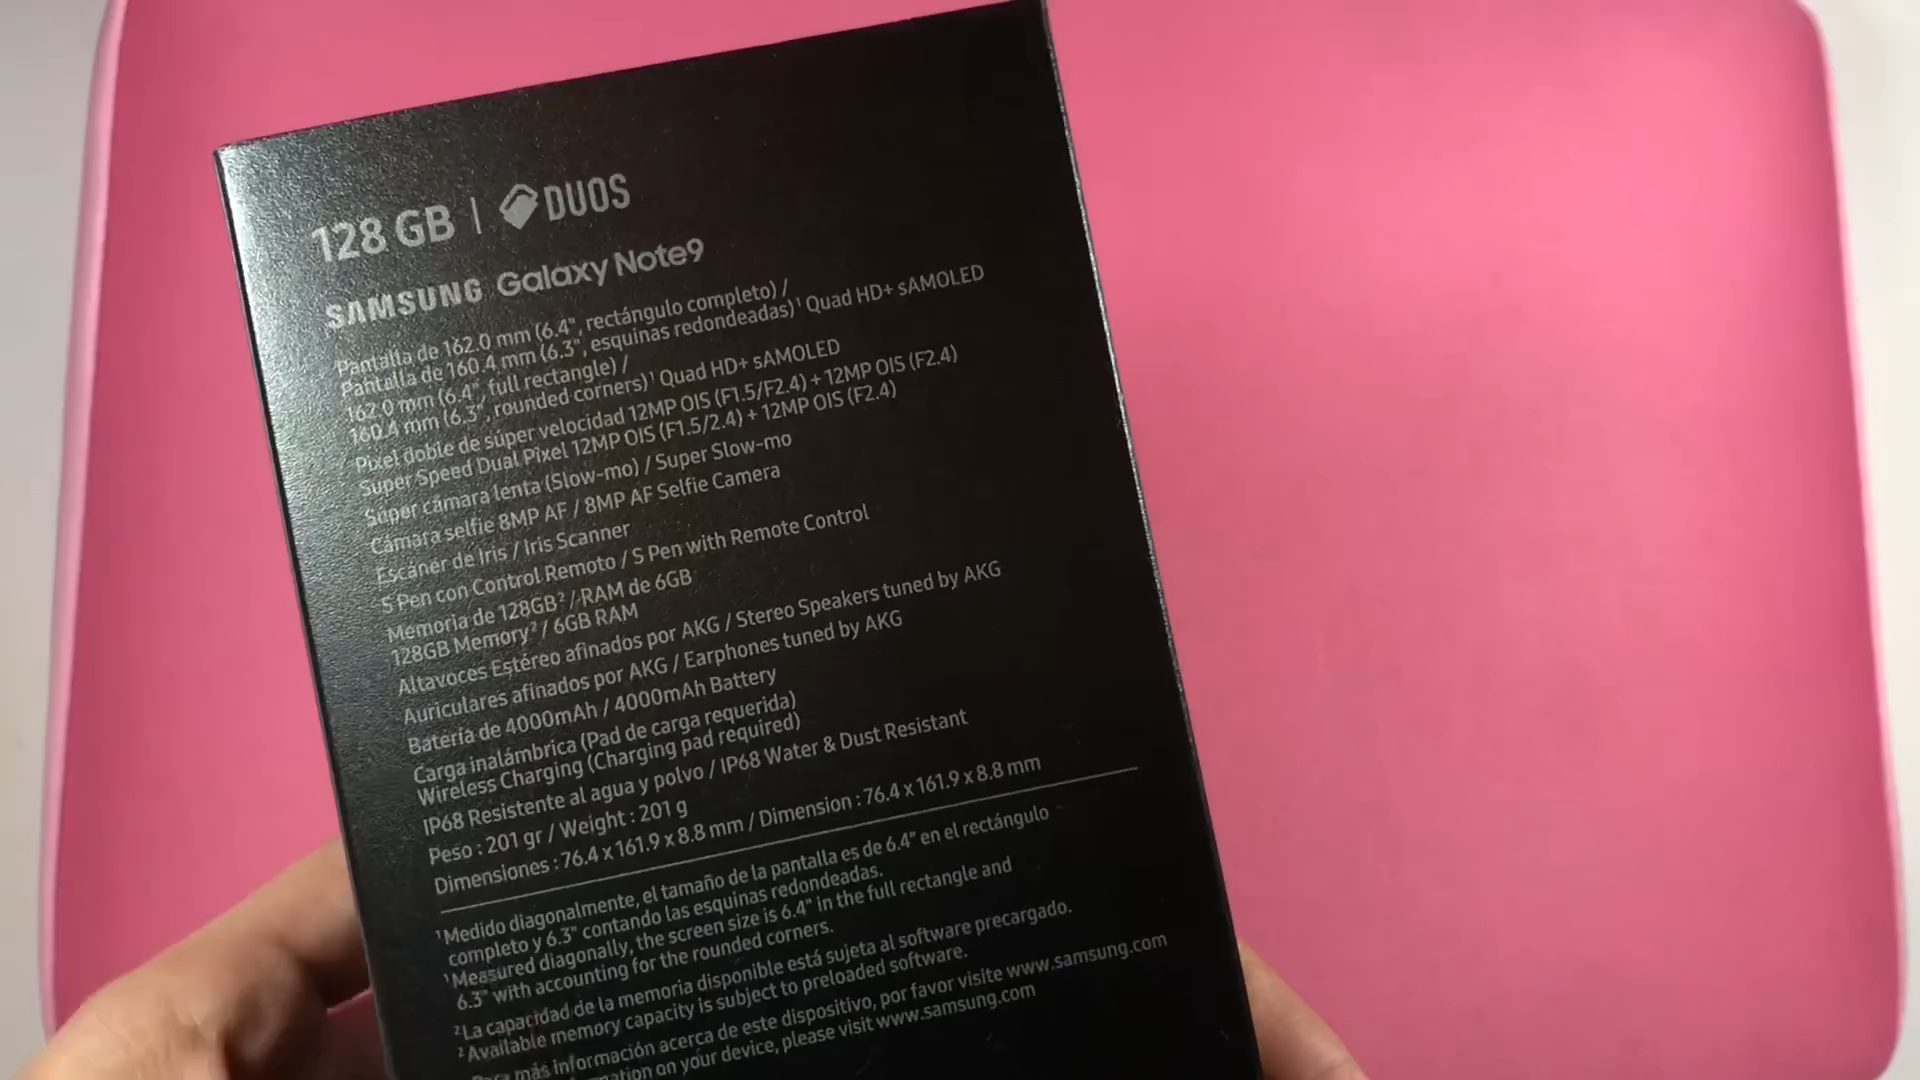 128 GB | DUOS
SAMSUNG Galaxy Note9
Pantalla de 162.0 mm (6.4", rectángulo completo) /
Pantalla de 160.4 mm (6.3", esquinas redondeadas)¹ Quad HD+ sAMOLED
162.0 mm (6.4", full rectangle) /
160.4 mm (6.3", rounded corners)¹ Quad HD+ sAMOLED
Pixel doble de súper velocidad 12MP OIS (F1.5/F2.4) + 12MP OIS (F2.4)
Super Speed Dual Pixel 12MP OIS (F1.5/2.4) + 12MP OIS (F2.4)
Súper cámara lenta (Slow-mo) / Super Slow-mo
Cámara selfie 8MP AF / 8MP AF Selfie Camera
Escáner de Iris / Iris Scanner
S Pen con Control Remoto / S Pen with Remote Control
Memoria de 128GB² / RAM de 6GB
128GB Memory² / 6GB RAM
Altavoces Estéreo afinados por AKG / Stereo Speakers tuned by AKG
Auriculares afinados por AKG / Earphones tuned by AKG
Batería de 4000mAh / 4000mAh Battery
Carga inalámbrica (Pad de carga requerida)
Wireless Charging (Charging pad required)
IP68 Resistente al agua y polvo / IP68 Water & Dust Resistant
Peso : 201 gr / Weight : 201 g
Dimensiones : 76.4 x 161.9 x 8.8 mm / Dimension : 76.4 x 161.9 x 8.8 mm
¹Medido diagonalmente, el tamaño de la pantalla es de 6.4" en el rectángulo
completo y 6.3" contando las esquinas redondeadas.
¹Measured diagonally, the screen size is 6.4" in the full rectangle and
6.3" with accounting for the rounded corners.
²La capacidad de la memoria disponible está sujeta al software precargado.
²Available memory capacity is subject to preloaded software.
Para más información acerca de este dispositivo, por favor visite www.samsung.com
on your device, please visit www.samsung.com